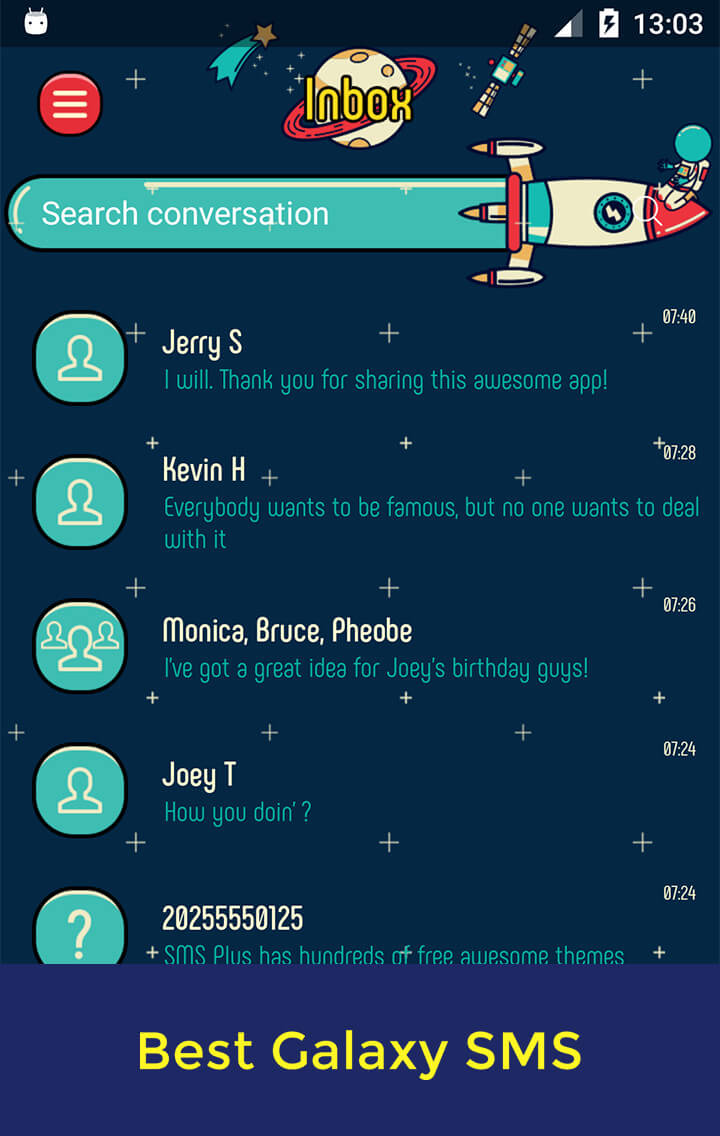 13:03
Inbox
Search conversation
07:40
Jerry S
I will. Thank you for sharing this awesome app!
07:28
Kevin H
Everybody wants to be famous, but no one wants to deal
with it
07:26
Monica, Bruce, Pheobe
I've got a great idea for Joey's birthday guys!
07:24
Joey T
How you doin' ?
07:24
?
20255550125
SMS Plus has hundreds of free awesome themes
Best Galaxy SMS